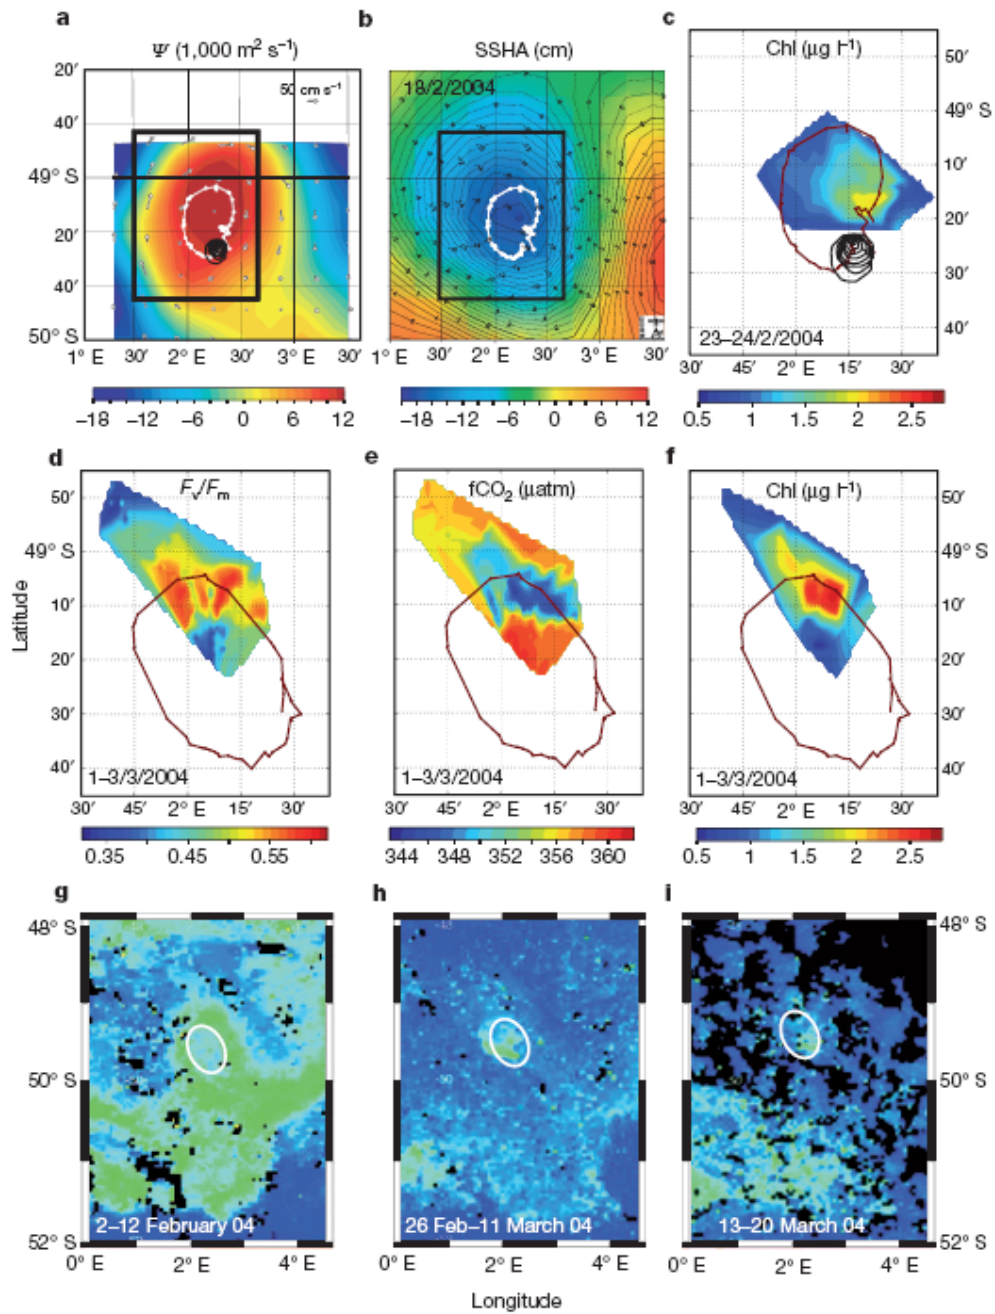 a
Ψ (1,000 m² s⁻¹)
b
SSHA (cm)
c
Chl (µg l⁻¹)
20′
40′
49° S
20′
40′
50° S
50 cm s⁻¹
1° E 30′ 2° E 30′ 3° E 30′
−18 −12 −6 0 6 12
18/2/2004
1° E 30′ 2° E 30′ 3° E 30′
−18 −12 −6 0 6 12
50′
49° S
10′
20′
30′
40′
23–24/2/2004
30′ 45′ 2° E 15′ 30′
0.5 1 1.5 2 2.5
d
Fv/Fm
e
fCO₂ (µatm)
f
Chl (µg l⁻¹)
Latitude
50′
49° S
10′
20′
30′
40′
1–3/3/2004
30′ 45′ 2° E 15′ 30′
0.35 0.45 0.55
1–3/3/2004
30′ 45′ 2° E 15′ 30′
344 348 352 356 360
50′
49° S
10′
20′
30′
40′
1–3/3/2004
30′ 45′ 2° E 15′ 30′
0.5 1 1.5 2 2.5
g
h
i
48° S
50° S
52° S
2–12 February 04
0° E 2° E 4° E
26 Feb–11 March 04
0° E 2° E 4° E
13–20 March 04
0° E 2° E 4° E
48° S
50° S
52° S
Longitude